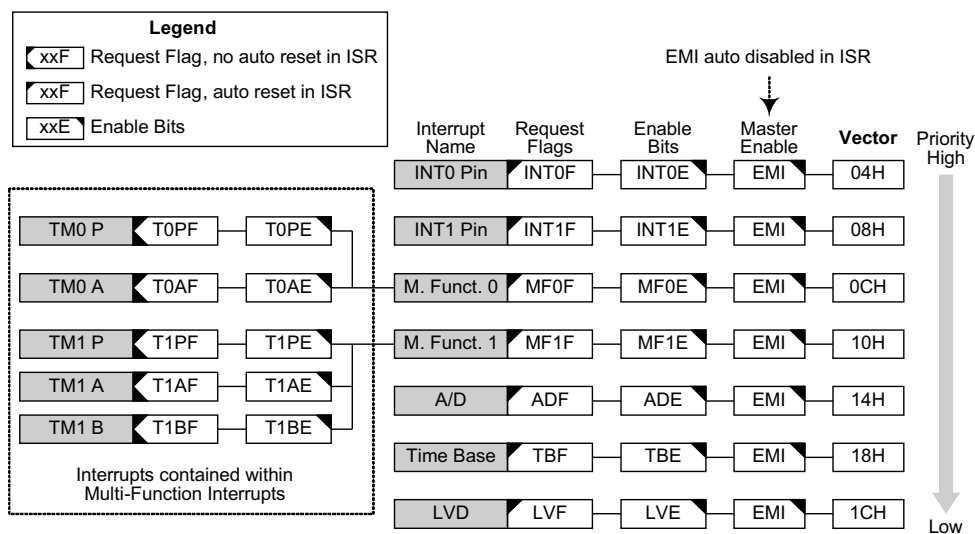 Legend
xxF Request Flag, no auto reset in ISR
xxF Request Flag, auto reset in ISR
xxE Enable Bits
EMI auto disabled in ISR
Interrupt Name Request Flags Enable Bits Master Enable Vector Priority High
INT0 Pin INT0F INT0E EMI 04H
TM0 P T0PF T0PE INT1 Pin INT1F INT1E EMI 08H
TM0 A T0AF T0AE M. Funct. 0 MF0F MF0E EMI 0CH
TM1 P T1PF T1PE M. Funct. 1 MF1F MF1E EMI 10H
TM1 A T1AF T1AE A/D ADF ADE EMI 14H
TM1 B T1BF T1BE
Time Base TBF TBE EMI 18H
Interrupts contained within
Multi-Function Interrupts
LVD LVF LVE EMI 1CH
Low